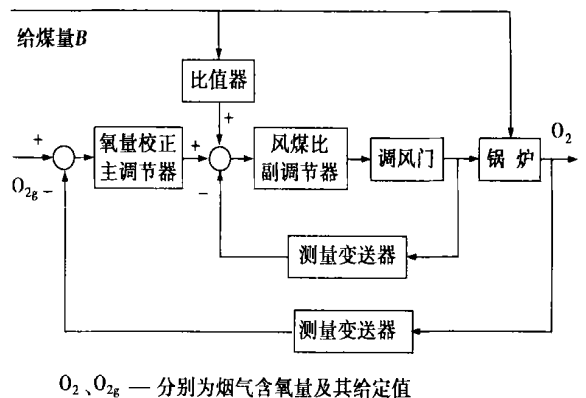 给煤量B
比值器
+
+
氧量校正
主调节器
+
-
风煤比
副调节器
调风门
锅 炉
O₂
O₂g
-
测量变送器
测量变送器
O₂、O₂g — 分别为烟气含氧量及其给定值